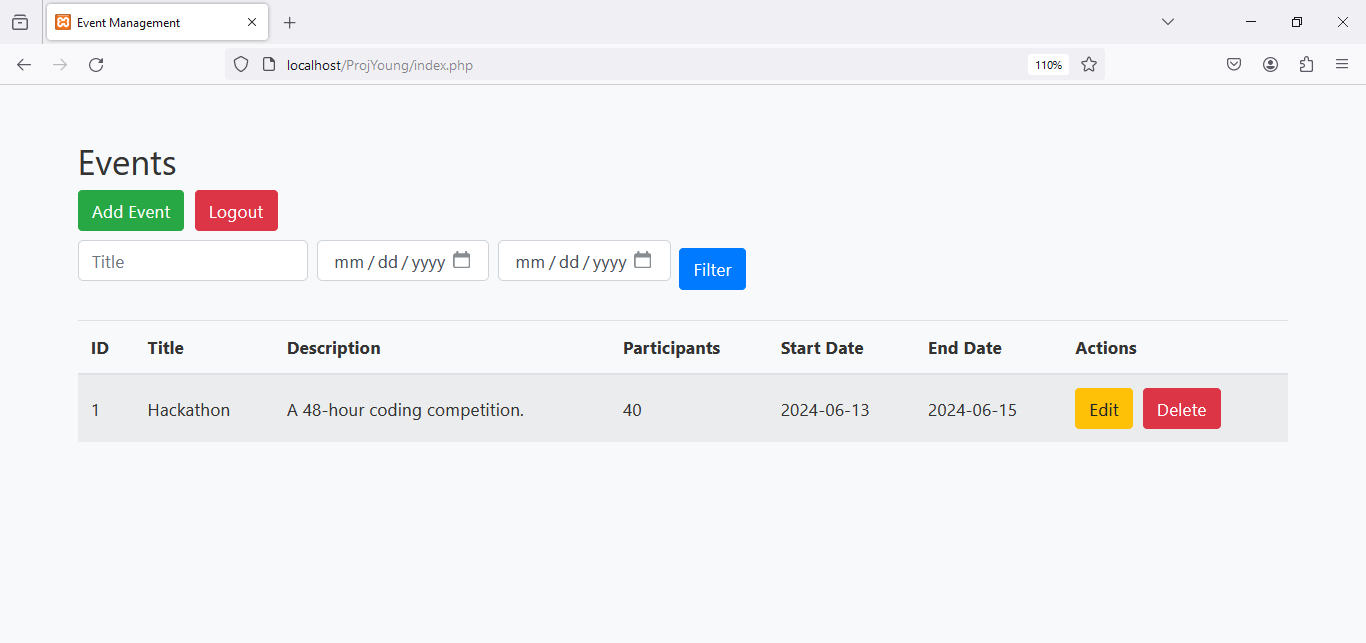 Event Management
localhost/ProjYoung/index.php 110%
Events
Add Event Logout
Title mm / dd / yyyy mm / dd / yyyy Filter
ID Title Description Participants Start Date End Date Actions
1 Hackathon A 48-hour coding competition. 40 2024-06-13 2024-06-15 Edit Delete